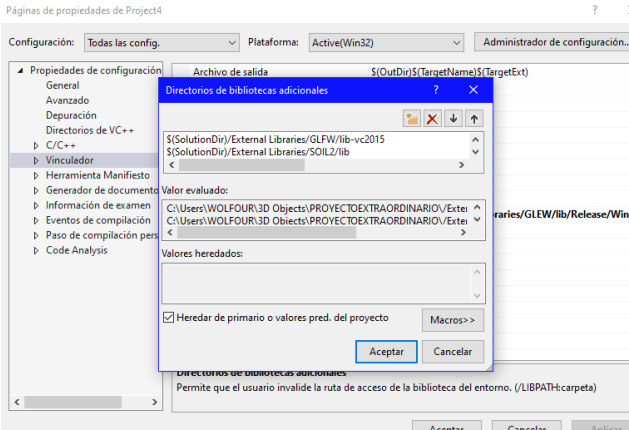 Páginas de propiedades de Project4
Configuración: Todas las config. Plataforma: Active(Win32) Administrador de configuración...
Propiedades de configuración
General
Avanzado
Depuración
Directorios de VC++
C/C++
Vinculador
Herramienta Manifiesto
Generador de documento
Información de examen
Eventos de compilación
Paso de compilación pers
Code Analysis
Archivo de salida $(OutDir)$(TargetName)$(TargetExt)
Directorios de bibliotecas adicionales
$(SolutionDir)/External Libraries/GLFW/lib-vc2015
$(SolutionDir)/External Libraries/SOIL2/lib
Valor evaluado:
C:\Users\WOLFOUR\3D Objects\PROYECTOEXTRAORDINARIO\/Exter
C:\Users\WOLFOUR\3D Objects\PROYECTOEXTRAORDINARIO\/Exter
raries/GLEW/lib/Release/Win
Valores heredados:
Heredar de primario o valores pred. del proyecto
Macros>>
Aceptar Cancelar
Directorios de bibliotecas adicionales
Permite que el usuario invalide la ruta de acceso de la biblioteca del entorno. (/LIBPATH:carpeta)
Aceptar Cancelar Aplicar